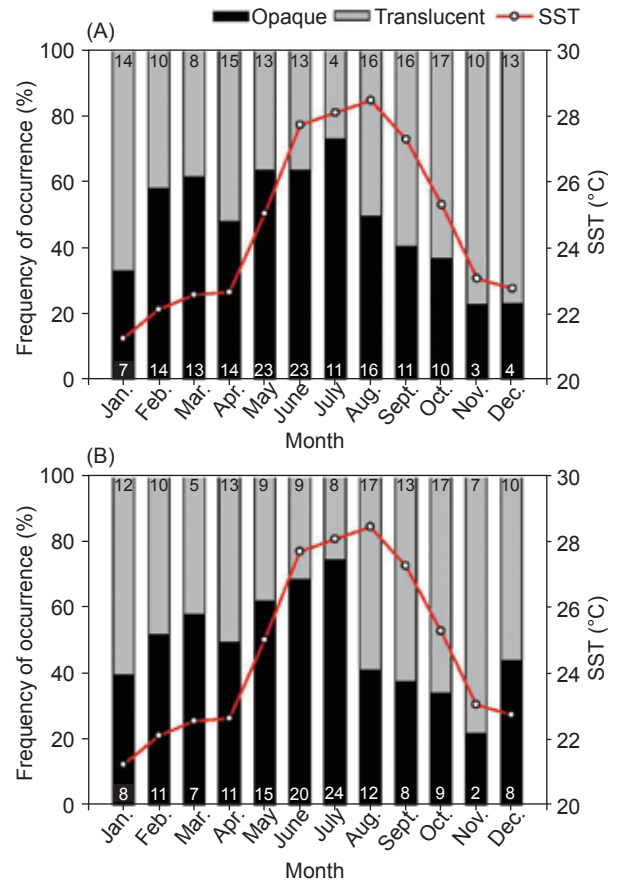 Opaque Translucent SST
(A)
100 30
14 10 8 15 13 13 4 16 16 17 10 13
80 28
60 26
40 24
20 22
7 14 13 14 23 23 11 16 11 10 3 4
0 20
Frequency of occurrence (%)
SST (°C)
Jan. Feb. Mar. Apr. May June July Aug. Sept. Oct. Nov. Dec.
Month
(B)
100 30
12 10 5 13 9 9 8 17 13 17 7 10
80 28
60 26
40 24
20 22
8 11 7 11 15 20 24 12 8 9 2 8
0 20
Frequency of occurrence (%)
SST (°C)
Jan. Feb. Mar. Apr. May June July Aug. Sept. Oct. Nov. Dec.
Month